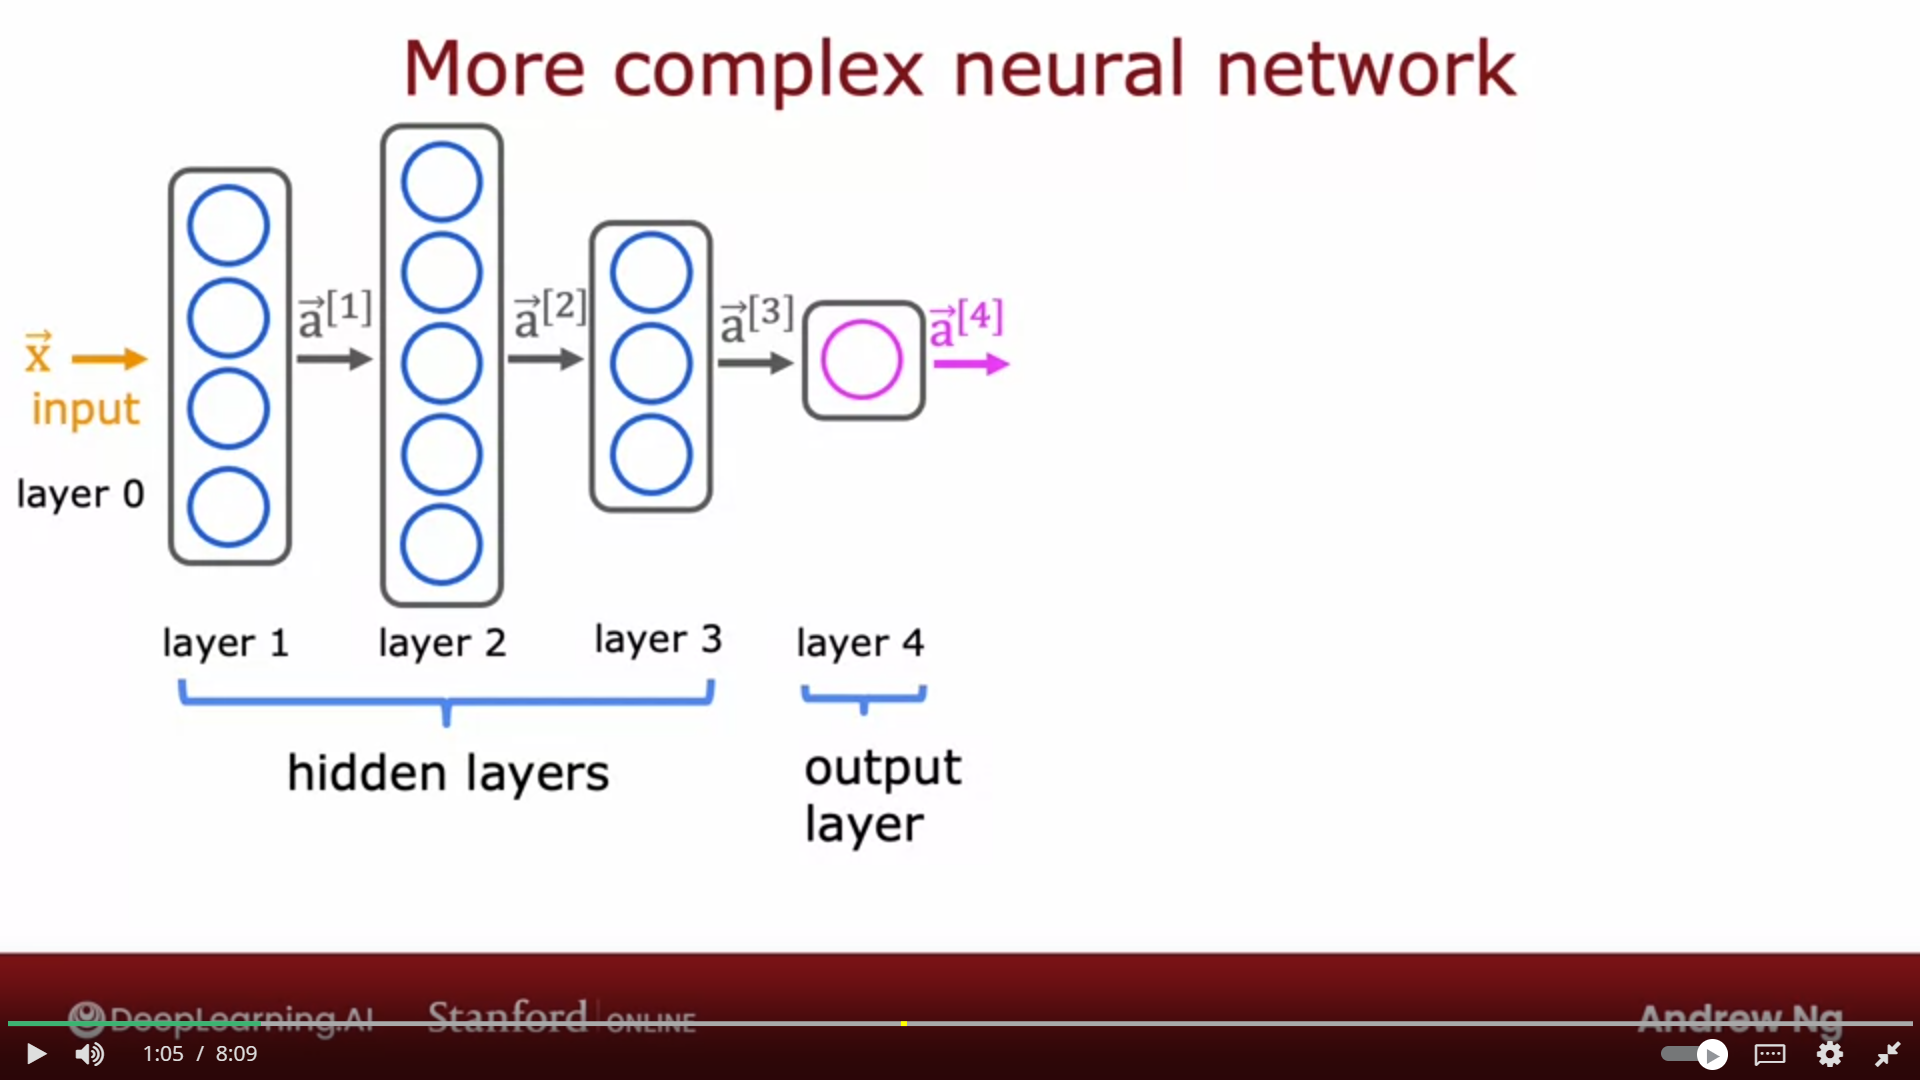 More complex neural network
x⃗
input
layer 0
a⃗[1]
a⃗[2]
a⃗[3]
a⃗[4]
layer 1
layer 2
layer 3
layer 4
hidden layers
output
layer
DeepLearning.AI
Stanford | ONLINE
Andrew Ng
1:05 / 8:09